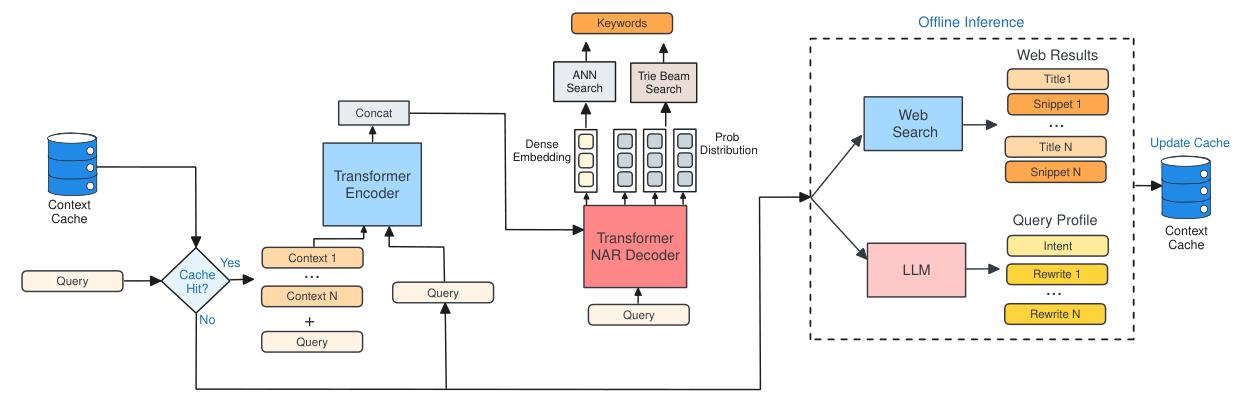 Offline Inference
Keywords
ANN
Search
Trie Beam
Search
Web Results
Title1
Snippet 1
...
Title N
Snippet N
Concat
Web
Search
Dense
Embedding
Prob
Distribution
Update Cache
Context
Cache
Transformer
Encoder
Context
Cache
Query Profile
Intent
Rewrite 1
...
Rewrite N
Transformer
NAR Decoder
LLM
Query
Cache
Hit?
Yes
No
Context 1
...
Context N
+
Query
Query
Query